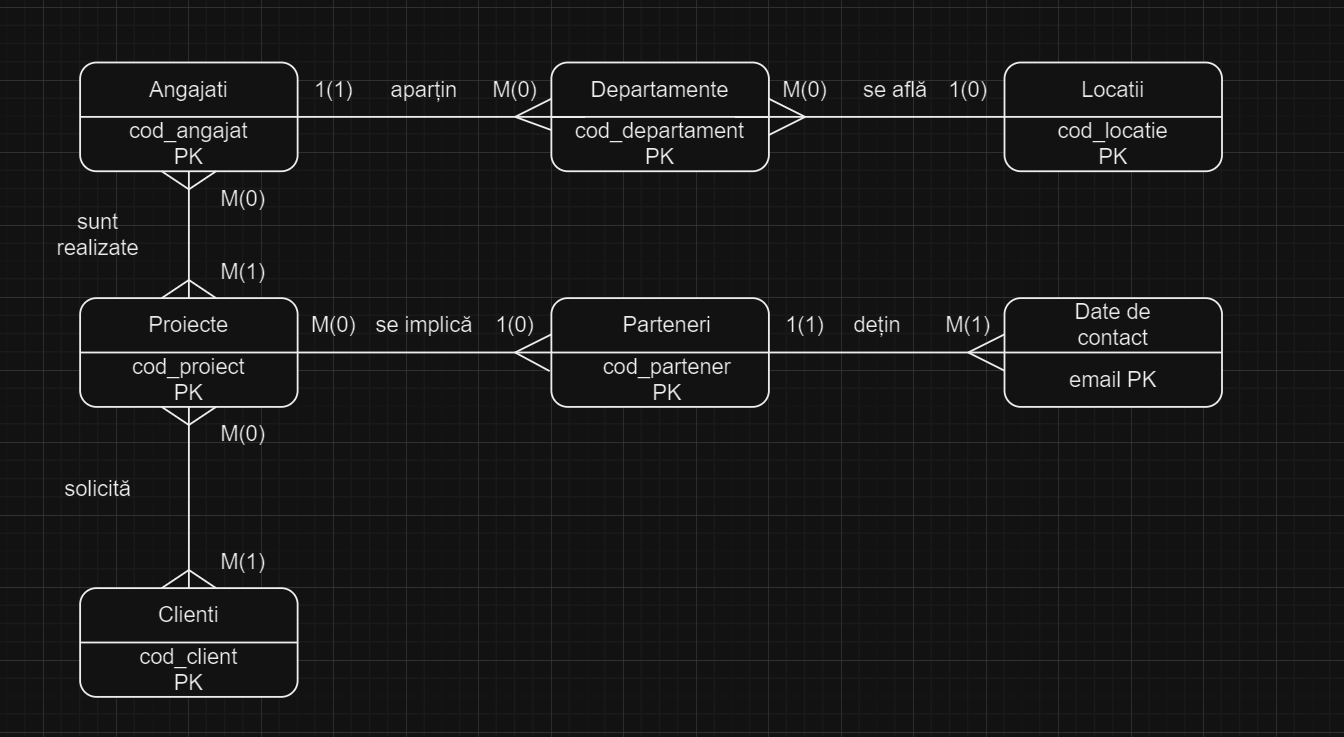 Angajati
cod_angajat
PK
1(1) aparțin M(0)
Departamente
cod_departament
PK
M(0) se află 1(0)
Locatii
cod_locatie
PK
M(0)
sunt
realizate
M(1)
Proiecte
cod_proiect
PK
M(0) se implică 1(0)
Parteneri
cod_partener
PK
1(1) dețin M(1)
Date de
contact
email PK
M(0)
solicită
M(1)
Clienti
cod_client
PK